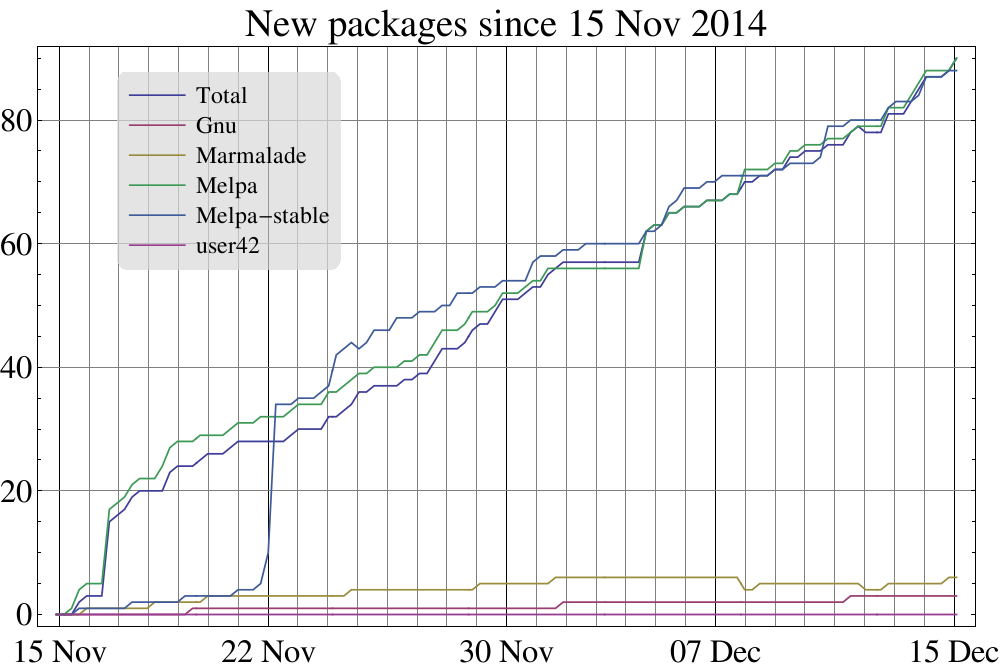 New packages since 15 Nov 2014
Total
Gnu
Marmalade
Melpa
Melpa-stable
user42
80
60
40
20
0
15 Nov 22 Nov 30 Nov 07 Dec 15 Dec